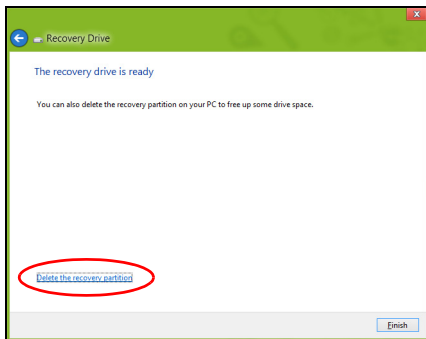 x
Recovery Drive
The recovery drive is ready
You can also delete the recovery partition on your PC to free up some drive space.
Delete the recovery partition
Finish